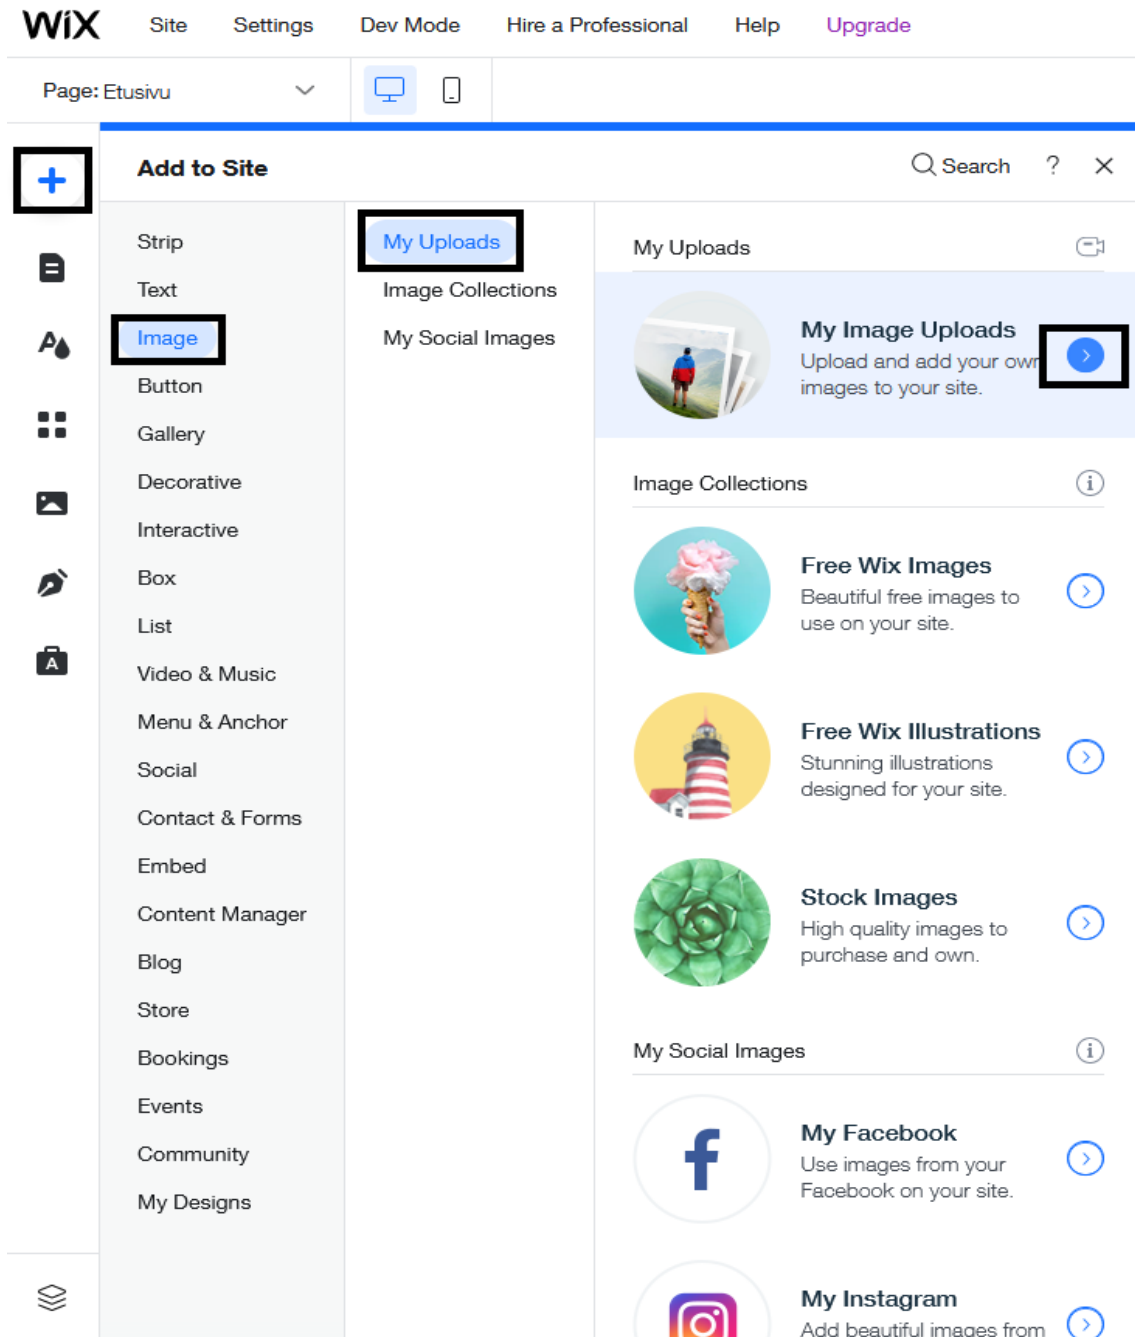 WiX Site Settings Dev Mode Hire a Professional Help Upgrade
Page: Etusivu
Add to Site
Search ? ×
Strip
Text
Image
Button
Gallery
Decorative
Interactive
Box
List
Video & Music
Menu & Anchor
Social
Contact & Forms
Embed
Content Manager
Blog
Store
Bookings
Events
Community
My Designs
My Uploads
Image Collections
My Social Images
My Uploads
My Image Uploads
Upload and add your own
images to your site.
Image Collections
Free Wix Images
Beautiful free images to
use on your site.
Free Wix Illustrations
Stunning illustrations
designed for your site.
Stock Images
High quality images to
purchase and own.
My Social Images
My Facebook
Use images from your
Facebook on your site.
My Instagram
Add beautiful images from